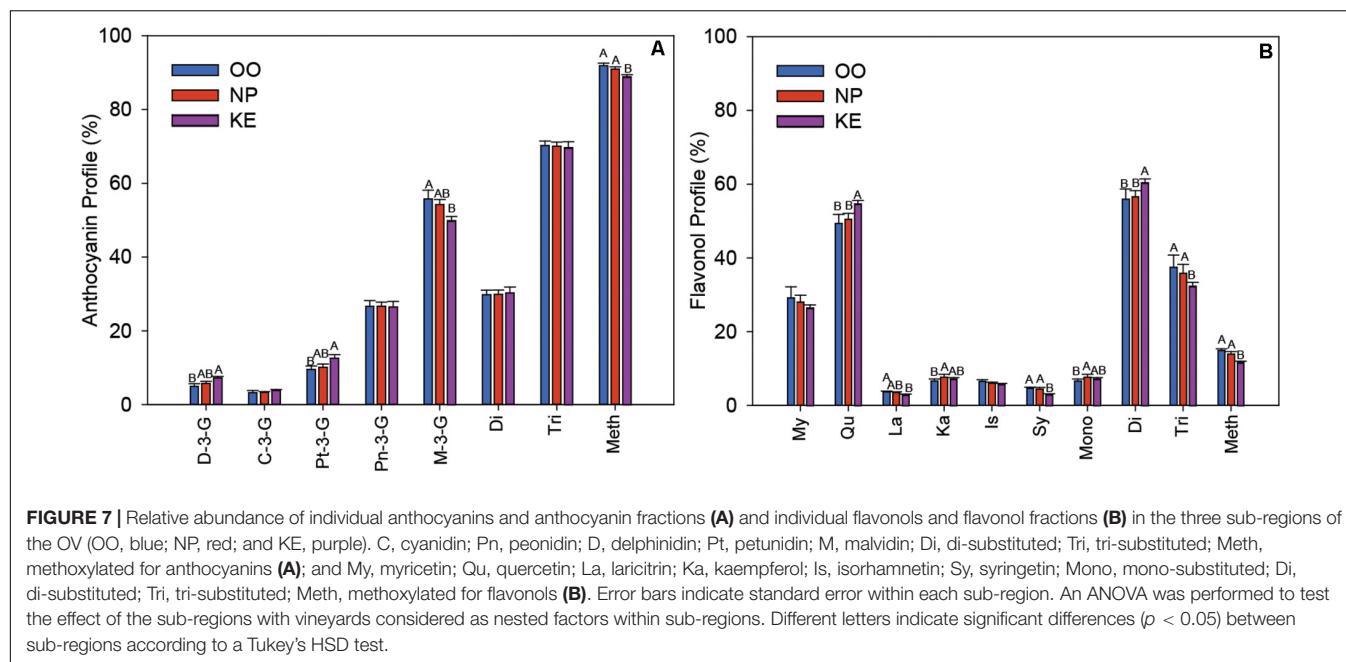 A
OO
NP
KE
Anthocyanin Profile (%)
100
80
60
40
20
0
B AB A
B AB A
A AB B
A A B
D-3-G
C-3-G
Pt-3-G
Pn-3-G
M-3-G
Di
Tri
Meth
B
OO
NP
KE
Flavonol Profile (%)
100
80
60
40
20
0
B B A
A AB B
B A AB
A A B
B A AB
B B A
A A B
A A B
My
Qu
La
Ka
Is
Sy
Mono
Di
Tri
Meth
FIGURE 7 | Relative abundance of individual anthocyanins and anthocyanin fractions (A) and individual flavonols and flavonol fractions (B) in the three sub-regions of
the OV (OO, blue; NP, red; and KE, purple). C, cyanidin; Pn, peonidin; D, delphinidin; Pt, petunidin; M, malvidin; Di, di-substituted; Tri, tri-substituted; Meth,
methoxylated for anthocyanins (A); and My, myricetin; Qu, quercetin; La, laricitrin; Ka, kaempferol; Is, isorhamnetin; Sy, syringetin; Mono, mono-substituted; Di,
di-substituted; Tri, tri-substituted; Meth, methoxylated for flavonols (B). Error bars indicate standard error within each sub-region. An ANOVA was performed to test
the effect of the sub-regions with vineyards considered as nested factors within sub-regions. Different letters indicate significant differences (p < 0.05) between
sub-regions according to a Tukey's HSD test.